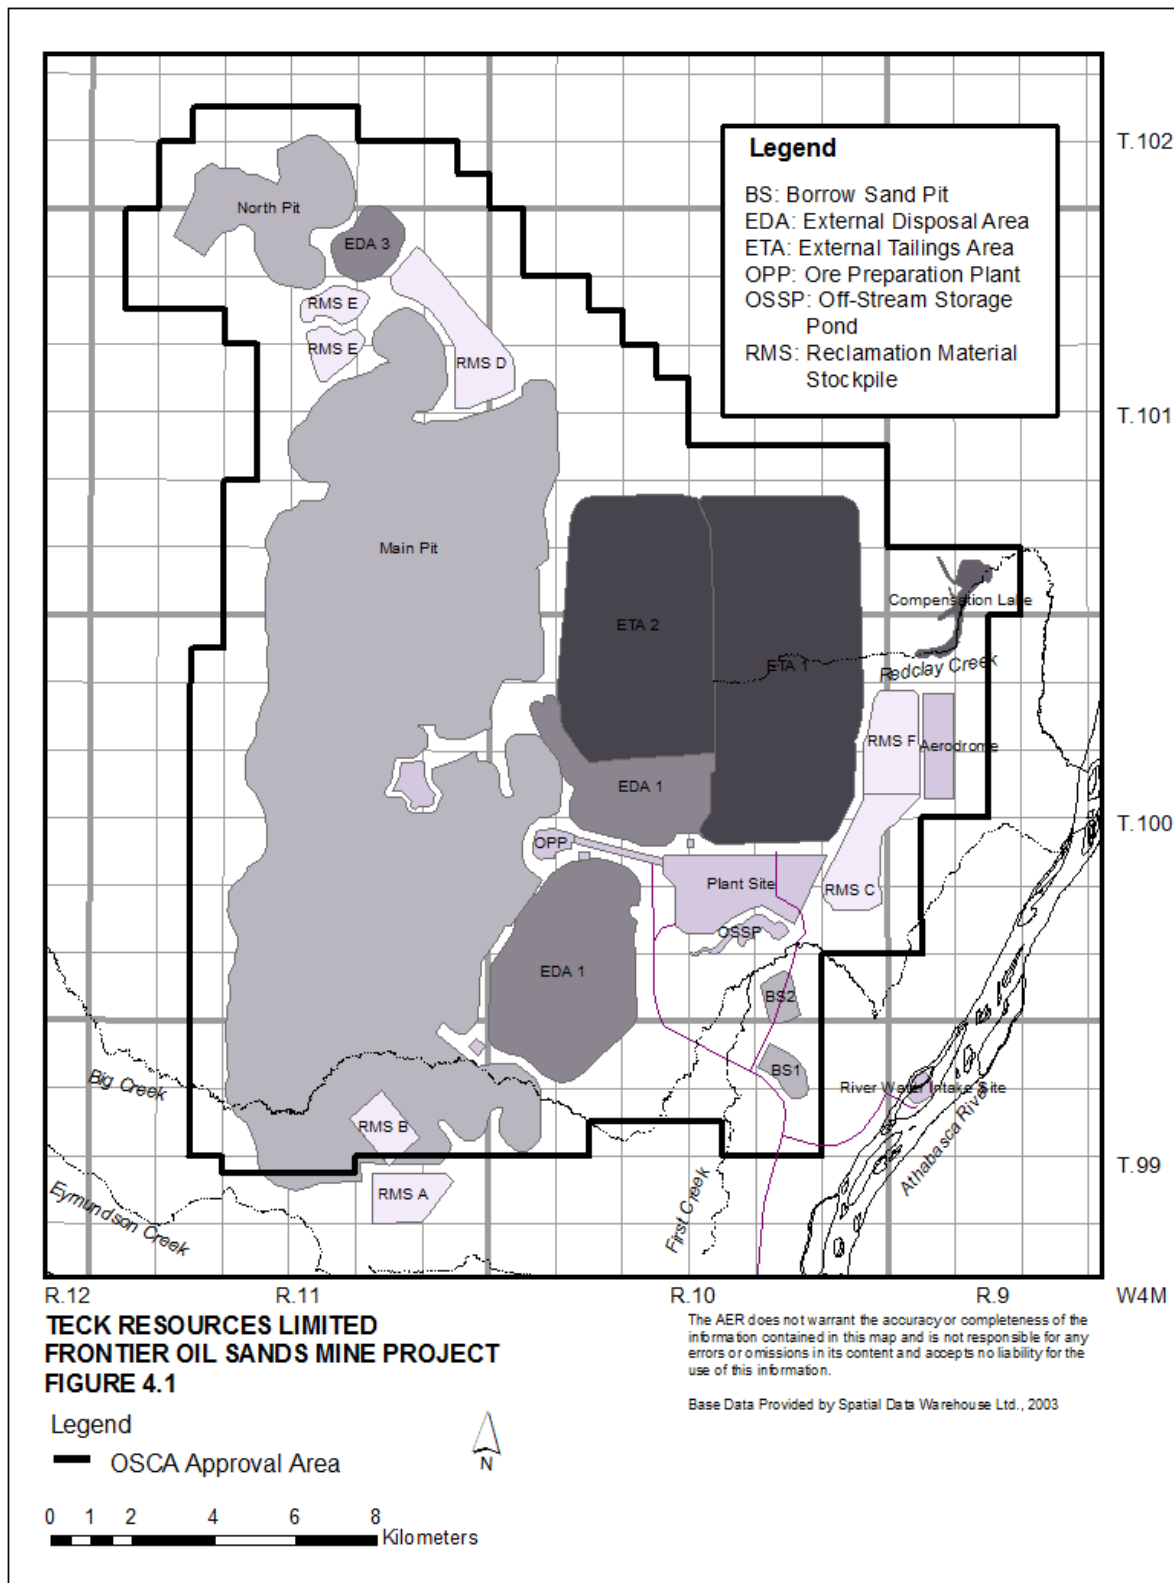 T.102
Legend
BS: Borrow Sand Pit
EDA: External Disposal Area
ETA: External Tailings Area
OPP: Ore Preparation Plant
OSSP: Off-Stream Storage
Pond
RMS: Reclamation Material
Stockpile
North Pit
EDA 3
RMS E
RMS E
RMS D
T.101
Main Pit
Compensation Lake
ETA 2
ETA 1
Redclay Creek
RMS F
Aerodrome
EDA 1
T.100
OPP
Plant Site
RMS C
OSSP
EDA 1
BS2
BS1
Big Creek
River Water Intake Site
RMS B
Athabasca River
T.99
RMS A
Eymundson Creek
First Creek
R.12
R.11
R.10
R.9
W4M
TECK RESOURCES LIMITED
FRONTIER OIL SANDS MINE PROJECT
FIGURE 4.1
The AER does not warrant the accuracy or completeness of the
information contained in this map and is not responsible for any
errors or omissions in its content and accepts no liability for the
use of this information.
Base Data Provided by Spatial Data Warehouse Ltd., 2003
Legend
OSCA Approval Area
N
0 1 2 4 6 8
Kilometers